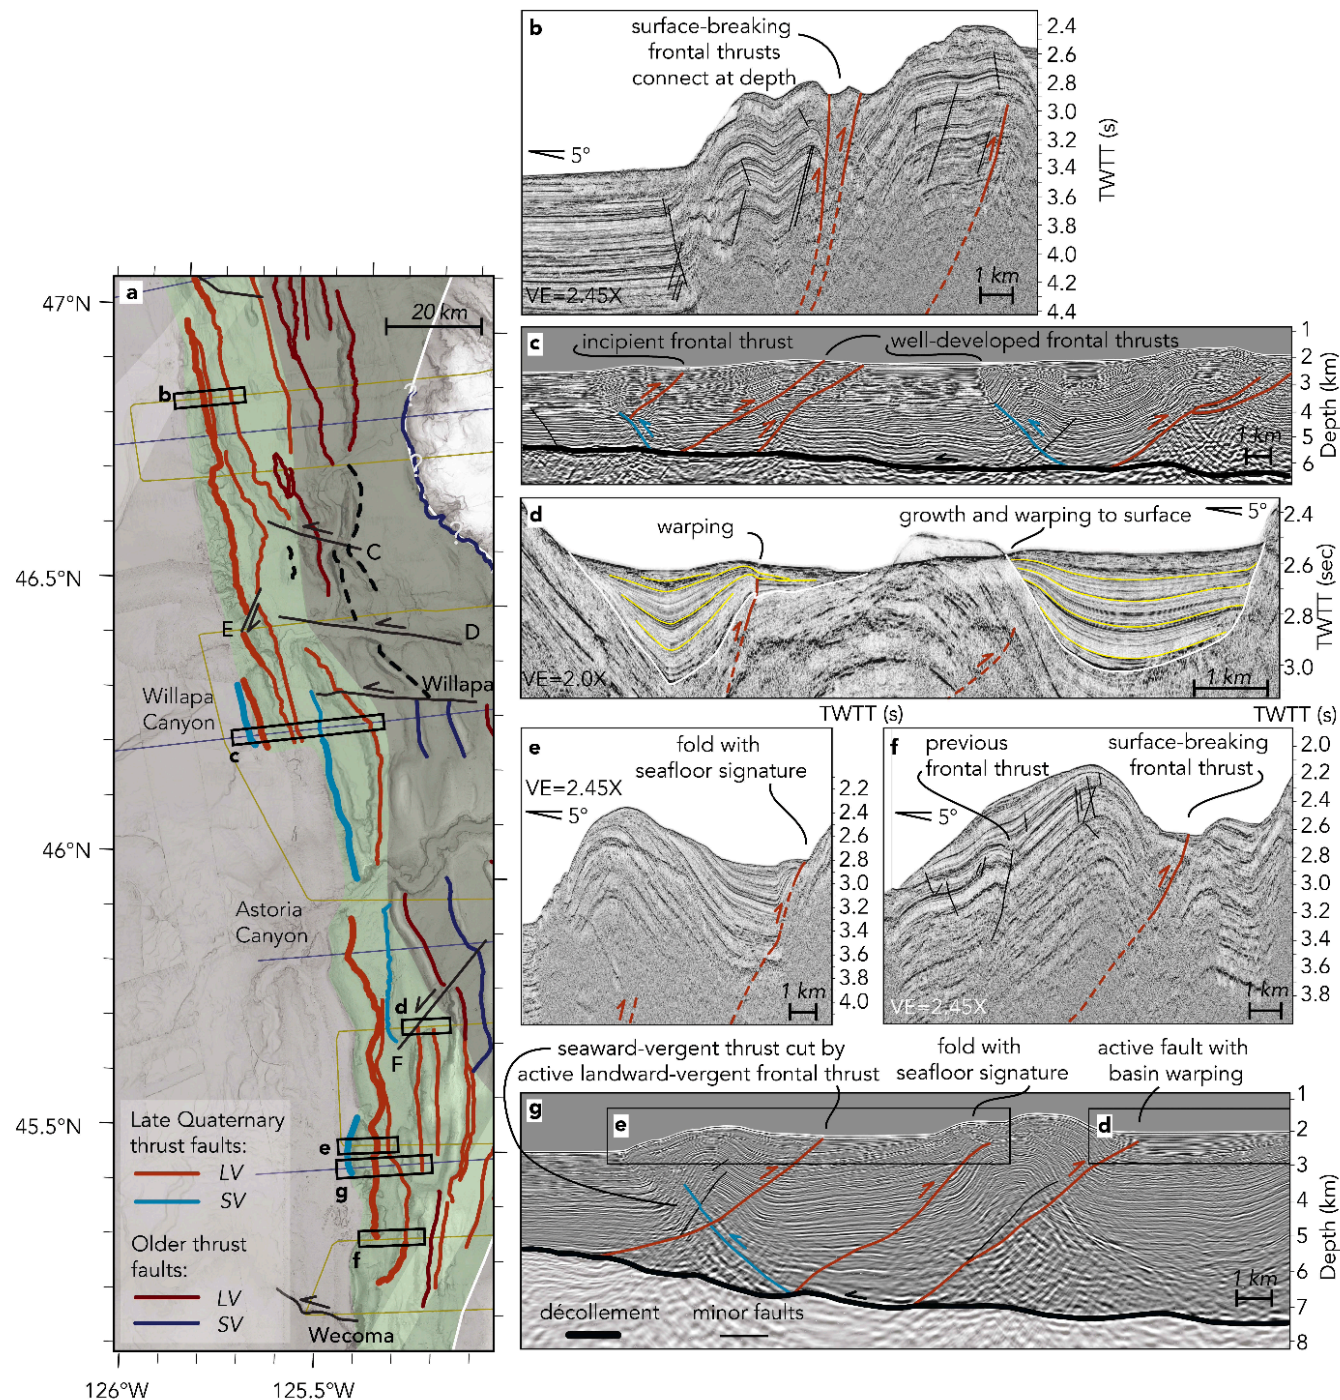 a
47°N
46.5°N
46°N
45.5°N
126°W
125.5°W
20 km
b
C
E
D
Willapa
Willapa
Canyon
c
Astoria
Canyon
d
F
e
g
f
Wecoma
Late Quaternary
thrust faults:
LV
SV
Older thrust
faults:
LV
SV
b
surface-breaking
frontal thrusts
connect at depth
5°
VE=2.45X
1 km
2.4
2.6
2.8
3.0
3.2
3.4
3.6
3.8
4.0
4.2
4.4
TWTT (s)
c
incipient frontal thrust
well-developed frontal thrusts
1 km
1
2
3
4
5
6
Depth (km)
d
warping
growth and warping to surface
5°
VE=2.0X
1 km
2.4
2.6
2.8
3.0
TWTT (sec)
TWTT (s)
e
VE=2.45X
5°
fold with
seafloor signature
1 km
2.2
2.4
2.6
2.8
3.0
3.2
3.4
3.6
3.8
4.0
TWTT (s)
f
previous
frontal thrust
surface-breaking
frontal thrust
5°
VE=2.45X
1 km
2.0
2.2
2.4
2.6
2.8
3.0
3.2
3.4
3.6
3.8
seaward-vergent thrust cut by
active landward-vergent frontal thrust
fold with
seafloor signature
active fault with
basin warping
g
e
d
décollement
minor faults
1 km
1
2
3
4
5
6
7
8
Depth (km)